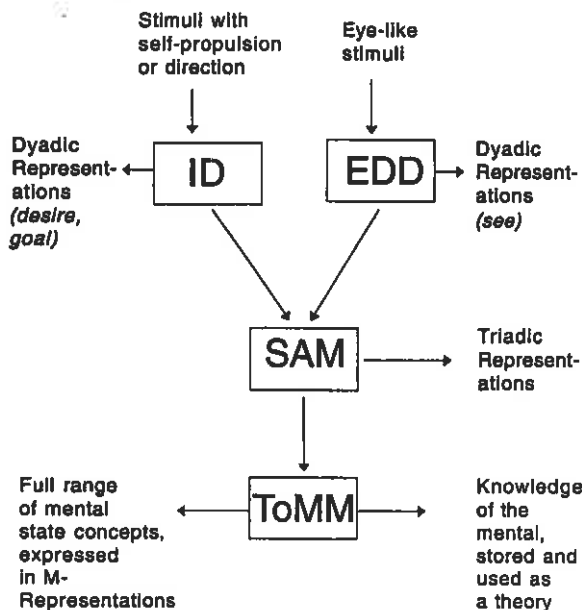 Stimuli with
self-propulsion
or direction
Eye-like
stimuli
Dyadic
Represent-
ations
(desire,
goal)
ID
EDD
Dyadic
Represent-
ations
(see)
SAM
Triadic
Represent-
ations
Full range
of mental
state concepts,
expressed
in M-
Representations
ToMM
Knowledge
of the
mental,
stored and
used as
a theory